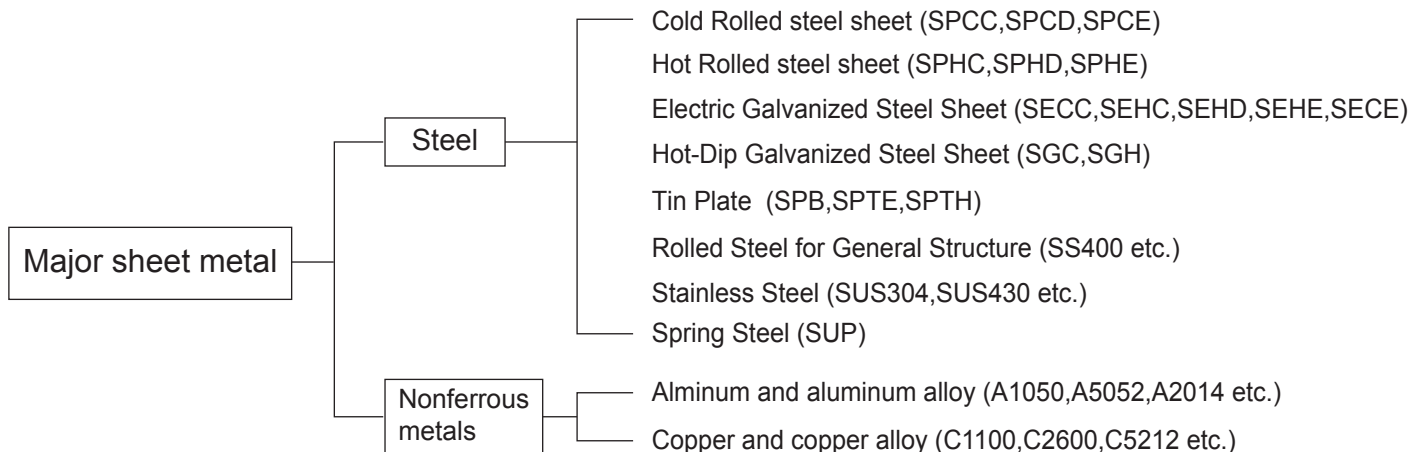 Major sheet metal
Steel
Cold Rolled steel sheet (SPCC,SPCD,SPCE)
Hot Rolled steel sheet (SPHC,SPHD,SPHE)
Electric Galvanized Steel Sheet (SECC,SEHC,SEHD,SEHE,SECE)
Hot-Dip Galvanized Steel Sheet (SGC,SGH)
Tin Plate  (SPB,SPTE,SPTH)
Rolled Steel for General Structure (SS400 etc.)
Stainless Steel (SUS304,SUS430 etc.)
Spring Steel (SUP)
Nonferrous
metals
Alminum and aluminum alloy (A1050,A5052,A2014 etc.)
Copper and copper alloy (C1100,C2600,C5212 etc.)